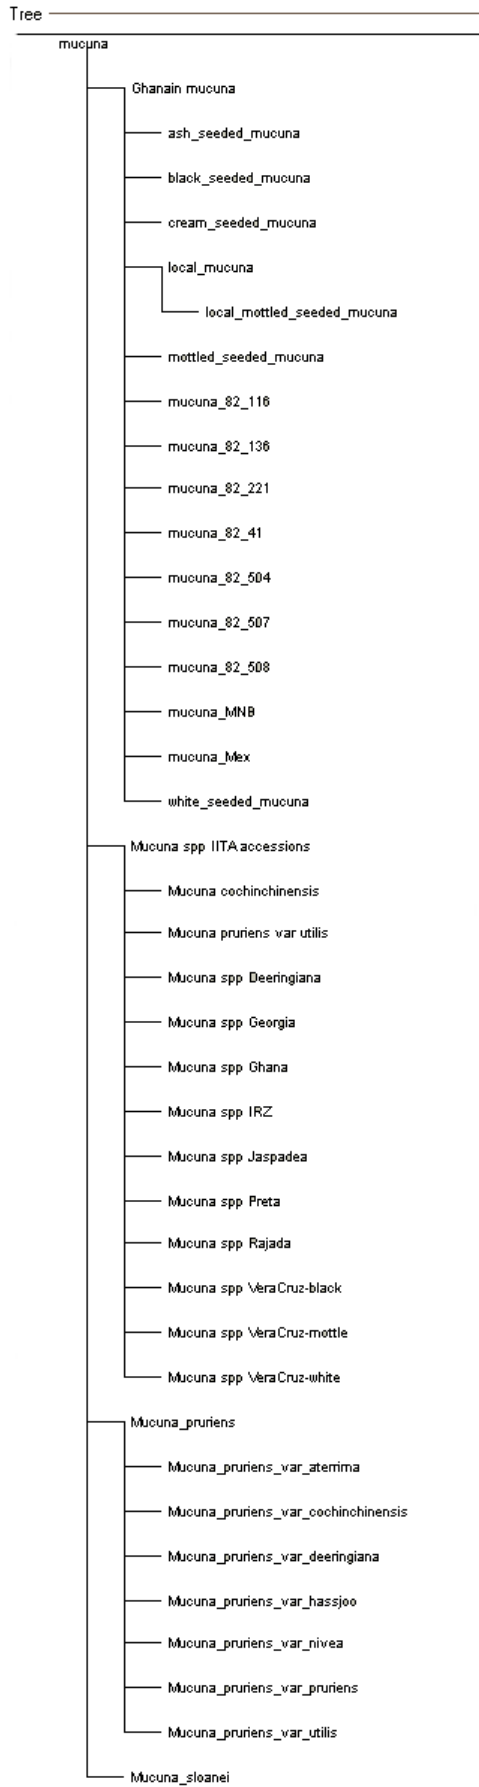 Tree
mucuna
Ghanain mucuna
ash_seeded_mucuna
black_seeded_mucuna
cream_seeded_mucuna
local_mucuna
local_mottled_seeded_mucuna
mottled_seeded_mucuna
mucuna_82_116
mucuna_82_136
mucuna_82_221
mucuna_82_41
mucuna_82_504
mucuna_82_507
mucuna_82_508
mucuna_MNB
mucuna_Mex
white_seeded_mucuna
Mucuna spp IITA accessions
Mucuna cochinchinensis
Mucuna pruriens var utilis
Mucuna spp Deeringiana
Mucuna spp Georgia
Mucuna spp Ghana
Mucuna spp IRZ
Mucuna spp Jaspadea
Mucuna spp Preta
Mucuna spp Rajada
Mucuna spp VeraCruz-black
Mucuna spp VeraCruz-mottle
Mucuna spp VeraCruz-white
Mucuna_pruriens
Mucuna_pruriens_var_aterrima
Mucuna_pruriens_var_cochinchinensis
Mucuna_pruriens_var_deeringiana
Mucuna_pruriens_var_hassjoo
Mucuna_pruriens_var_nivea
Mucuna_pruriens_var_pruriens
Mucuna_pruriens_var_utilis
Mucuna_sloanei